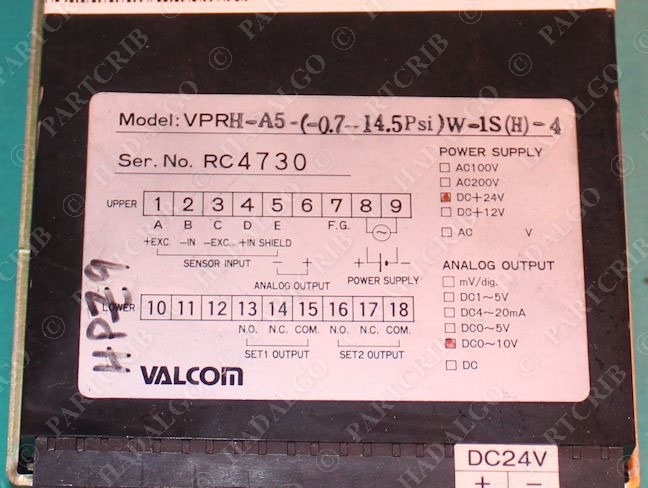 Model: VPRH-A5-(-0.7--14.5Psi)W-1S(H)-4
Ser. No. RC4730
UPPER 1 2 3 4 5 6 7 8 9
A B C D E F.G.
+EXC. -IN -EXC. +IN SHIELD
SENSOR INPUT
- +
ANALOG OUTPUT
+ -
POWER SUPPLY
LOWER 10 11 12 13 14 15 16 17 18
N.O. N.C. COM. N.O. N.C. COM.
SET1 OUTPUT SET2 OUTPUT
VALCOM
POWER SUPPLY
AC100V
AC200V
DC+24V
DC+12V
AC V
ANALOG OUTPUT
mV/dig.
DC1~5V
DC4~20mA
DC0~5V
DC0~10V
DC
HPZ9
DC24V
+ -
© PARTCRIB HADALGO